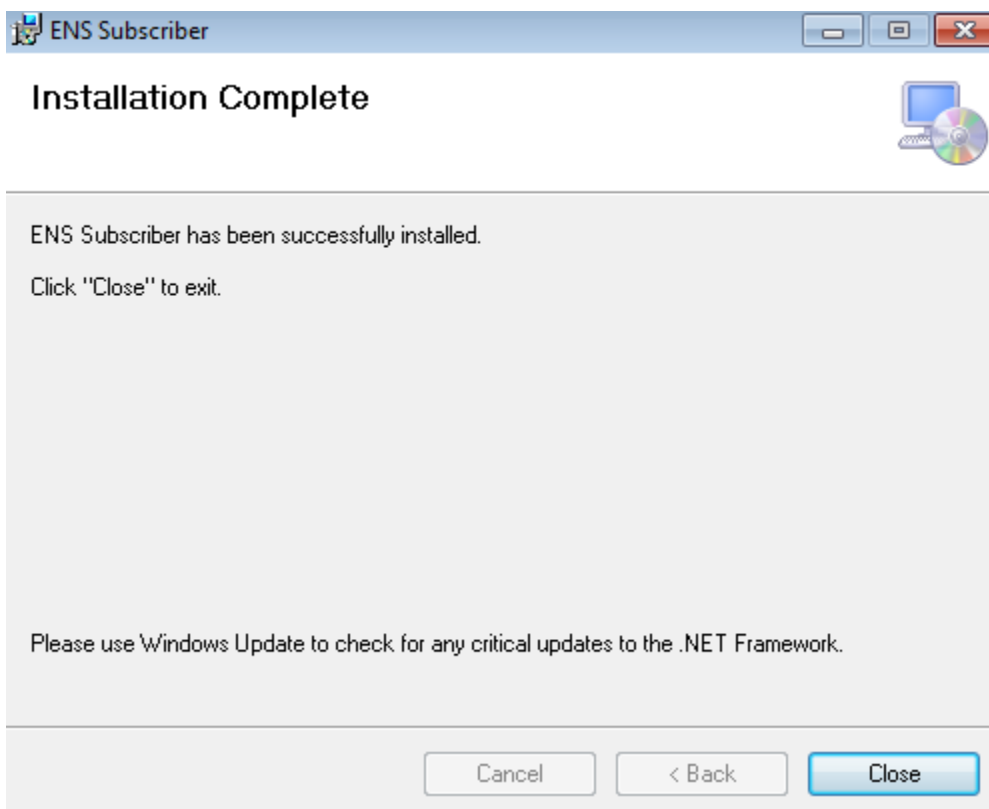 ENS Subscriber
Installation Complete
ENS Subscriber has been successfully installed.
Click "Close" to exit.
Please use Windows Update to check for any critical updates to the .NET Framework.
Cancel
< Back
Close